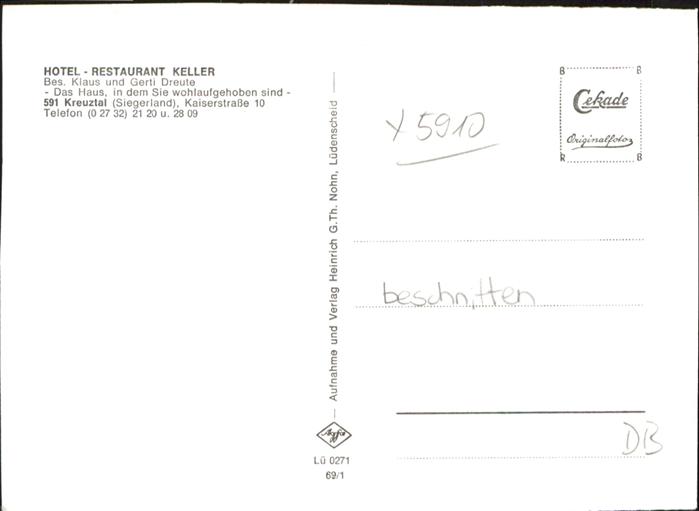 HOTEL - RESTAURANT KELLER
Bes. Klaus und Gerti Dreute
- Das Haus, in dem Sie wohlaufgehoben sind -
591 Kreuztal (Siegerland), Kaiserstraße 10
Telefon (0 27 32) 21 20 u. 28 09
— Aufnahme und Verlag Heinrich G.Th. Nohn, Lüdenscheid —
Agfa
Lü 0271
69/1
X 5910
B B
Cekade
Originalfoto
R B
beschnitten
DB